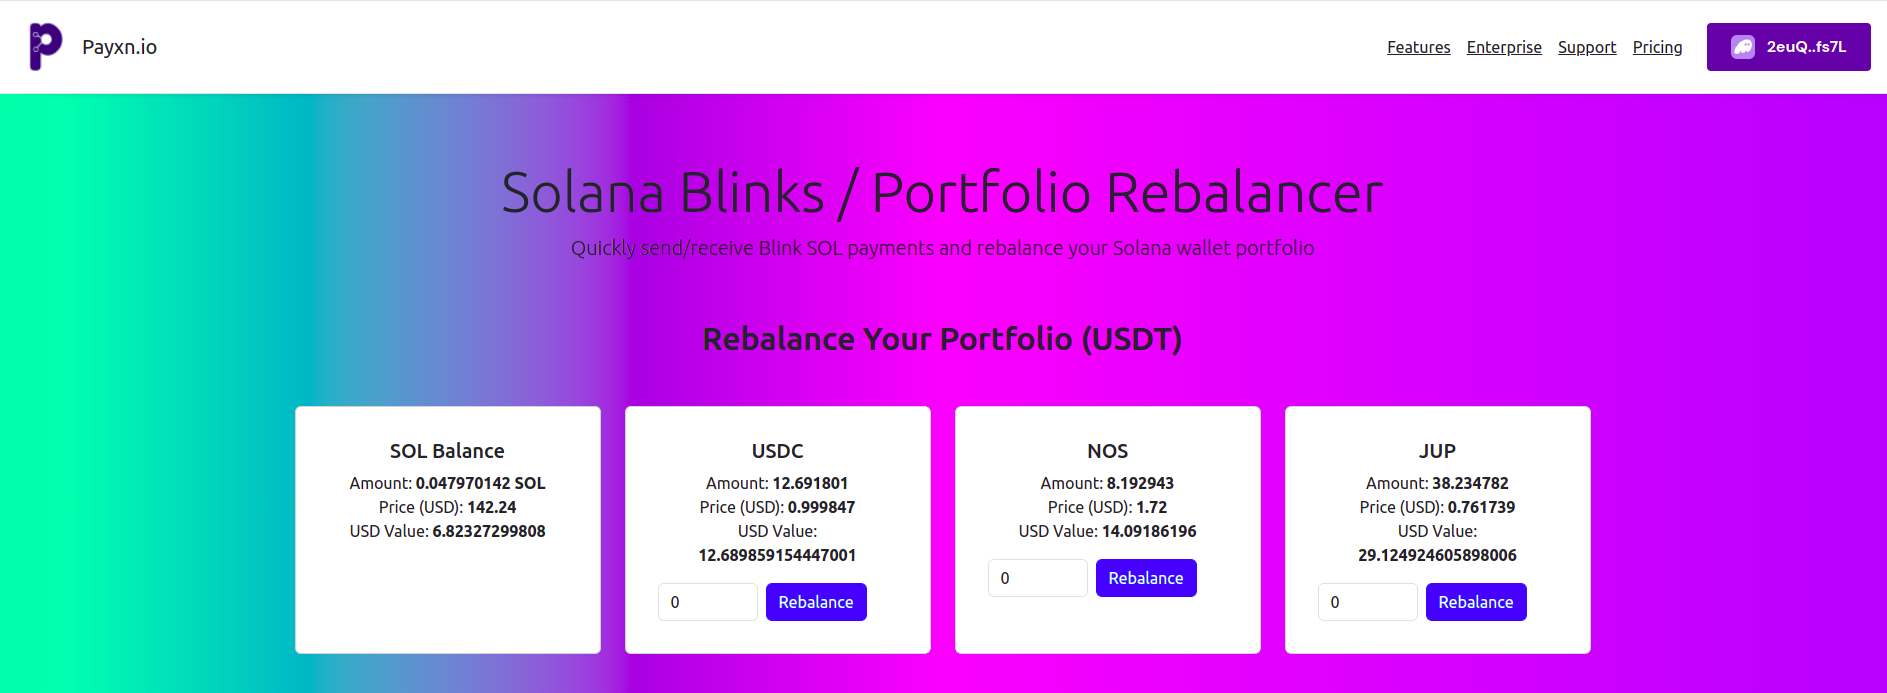 Payxn.io
Features Enterprise Support Pricing 2euQ..fs7L
Solana Blinks / Portfolio Rebalancer
Quickly send/receive Blink SOL payments and rebalance your Solana wallet portfolio
Rebalance Your Portfolio (USDT)
SOL Balance
Amount: 0.047970142 SOL
Price (USD): 142.24
USD Value: 6.82327299808
USDC
Amount: 12.691801
Price (USD): 0.999847
USD Value:
12.689859154447001
0 Rebalance
NOS
Amount: 8.192943
Price (USD): 1.72
USD Value: 14.09186196
0 Rebalance
JUP
Amount: 38.234782
Price (USD): 0.761739
USD Value:
29.124924605898006
0 Rebalance